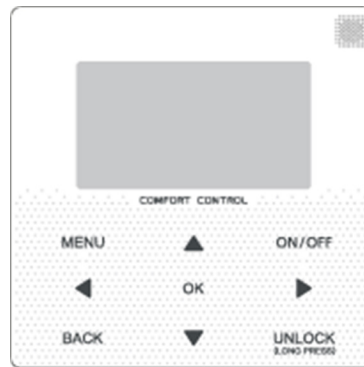 COMFORT CONTROL
MENU
ON/OFF
OK
BACK
UNLOCK
(LONG PRESS)